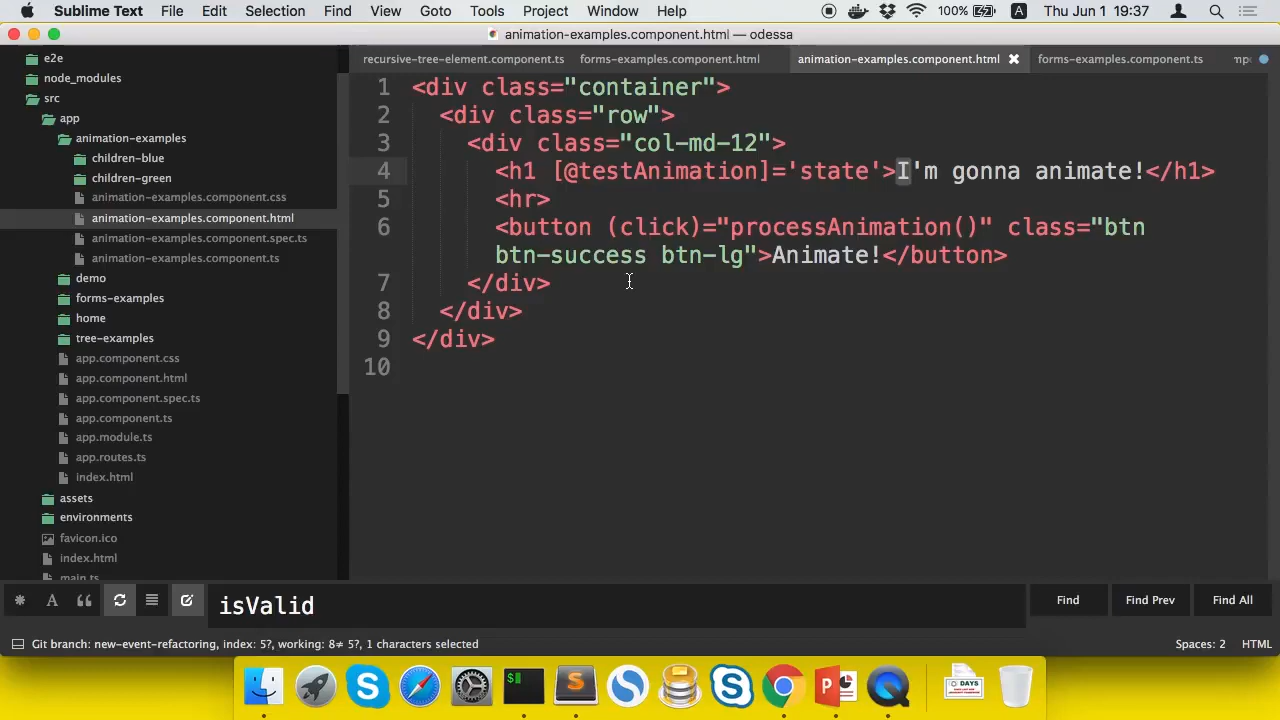 Sublime Text File Edit Selection Find View Goto Tools Project Window Help 100% A Thu Jun 1 19:37
animation-examples.component.html — odessa
recursive-tree-element.component.ts forms-examples.component.html animation-examples.component.html forms-examples.component.ts
e2e
node_modules
src
app
animation-examples
children-blue
children-green
animation-examples.component.css
animation-examples.component.html
animation-examples.component.spec.ts
animation-examples.component.ts
demo
forms-examples
home
tree-examples
app.component.css
app.component.html
app.component.spec.ts
app.component.ts
app.module.ts
app.routes.ts
index.html
assets
environments
favicon.ico
index.html
main.ts
1 <div class="container">
2 <div class="row">
3 <div class="col-md-12">
4 <h1 [@testAnimation]='state'>I'm gonna animate!</h1>
5 <hr>
6 <button (click)="processAnimation()" class="btn
btn-success btn-lg">Animate!</button>
7 </div>
8 </div>
9 </div>
10
isValid
Find Find Prev Find All
Git branch: new-event-refactoring, index: 5?, working: 8≠ 5?, 1 characters selected Spaces: 2 HTML